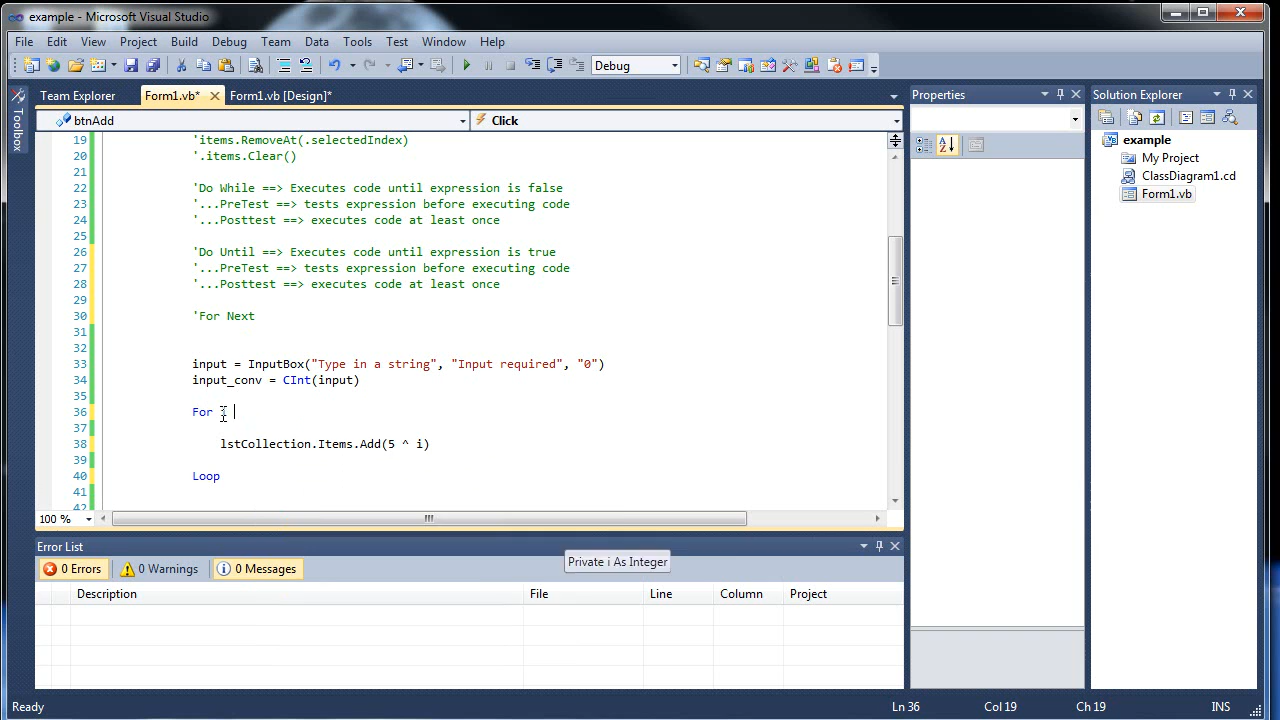 example - Microsoft Visual Studio
File Edit View Project Build Debug Team Data Tools Test Window Help
Debug
Team Explorer Form1.vb* Form1.vb [Design]*
btnAdd Click
19 'items.RemoveAt(.selectedIndex)
20 '.items.Clear()
21
22 'Do While ==> Executes code until expression is false
23 '...PreTest ==> tests expression before executing code
24 '...Posttest ==> executes code at least once
25
26 'Do Until ==> Executes code until expression is true
27 '...PreTest ==> tests expression before executing code
28 '...Posttest ==> executes code at least once
29
30 'For Next
31
32
33 input = InputBox("Type in a string", "Input required", "0")
34 input_conv = CInt(input)
35
36 For
37
38 lstCollection.Items.Add(5 ^ i)
39
40 Loop
41
42
100 %
Toolbox
Error List
Private i As Integer
0 Errors 0 Warnings 0 Messages
Description File Line Column Project
Properties
Solution Explorer
example
My Project
ClassDiagram1.cd
Form1.vb
Ready Ln 36 Col 19 Ch 19 INS